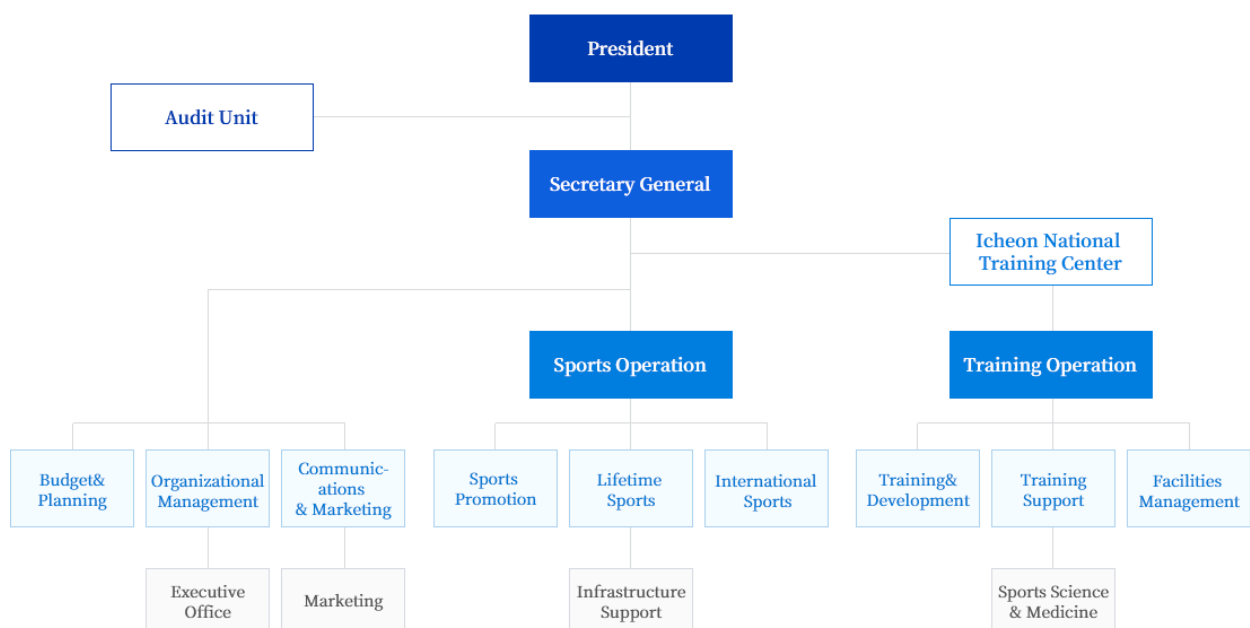 President
Audit Unit
Secretary General
Icheon National
Training Center
Sports Operation
Training Operation
Budget&
Planning
Organizational
Management
Communic-
ations
& Marketing
Sports
Promotion
Lifetime
Sports
International
Sports
Training&
Development
Training
Support
Facilities
Management
Executive
Office
Marketing
Infrastructure
Support
Sports Science
& Medicine